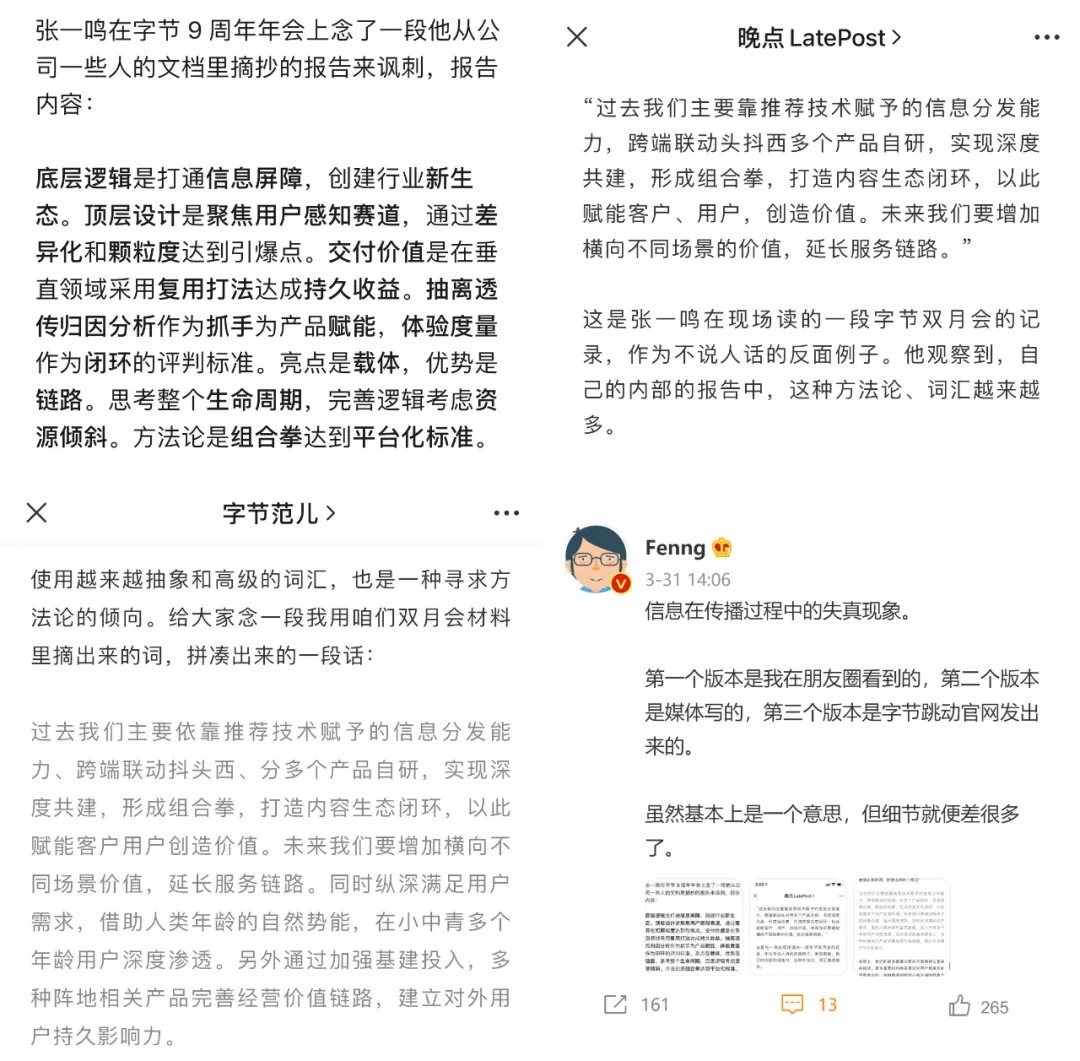 张一鸣在字节 9 周年年会上念了一段他从公
司一些人的文档里摘抄的报告来讽刺，报告
内容：
底层逻辑是打通信息屏障，创建行业新生
态。顶层设计是聚焦用户感知赛道，通过差
异化和颗粒度达到引爆点。交付价值是在垂
直领域采用复用打法达成持久收益。抽离透
传归因分析作为抓手为产品赋能，体验度量
作为闭环的评判标准。亮点是载体，优势是
链路。思考整个生命周期，完善逻辑考虑资
源倾斜。方法论是组合拳达到平台化标准。
晚点 LatePost
“过去我们主要靠推荐技术赋予的信息分发能
力，跨端联动头抖西多个产品自研，实现深度
共建，形成组合拳，打造内容生态闭环，以此
赋能客户、用户，创造价值。未来我们要增加
横向不同场景的价值，延长服务链路。”
这是张一鸣在现场读的一段字节双月会的记
录，作为不说人话的反面例子。他观察到，自
己的内部的报告中，这种方法论、词汇越来越
多。
字节范儿
使用越来越抽象和高级的词汇，也是一种寻求方
法论的倾向。给大家念一段我用咱们双月会材料
里摘出来的词，拼凑出来的一段话：
过去我们主要依靠推荐技术赋予的信息分发能
力、跨端联动抖头西、分多个产品自研，实现深
度共建，形成组合拳，打造内容生态闭环，以此
赋能客户用户创造价值。未来我们要增加横向不
同场景价值，延长服务链路。同时纵深满足用户
需求，借助人类年龄的自然势能，在小中青多个
年龄用户深度渗透。另外通过加强基建投入，多
种阵地相关产品完善经营价值链路，建立对外用
户持久影响力。
Fenng
3-31 14:06
信息在传播过程中的失真现象。
第一个版本是我在朋友圈看到的，第二个版本
是媒体写的，第三个版本是字节跳动官网发出
来的。
虽然基本上是一个意思，但细节就便差很多
了。
161
13
265